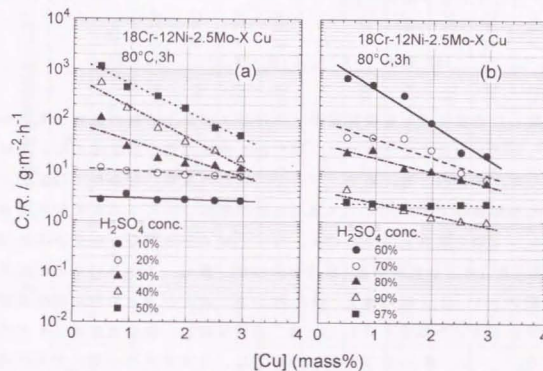 18Cr-12Ni-2.5Mo-X Cu
80°C,3h
(a)
C.R. / g·m⁻²·h⁻¹
10⁴
10³
10²
10¹
10⁰
10⁻¹
10⁻²
H₂SO₄ conc.
10%
20%
30%
40%
50%
0 1 2 3 4
18Cr-12Ni-2.5Mo-X Cu
80°C,3h
(b)
H₂SO₄ conc.
60%
70%
80%
90%
97%
0 1 2 3 4
[Cu] (mass%)